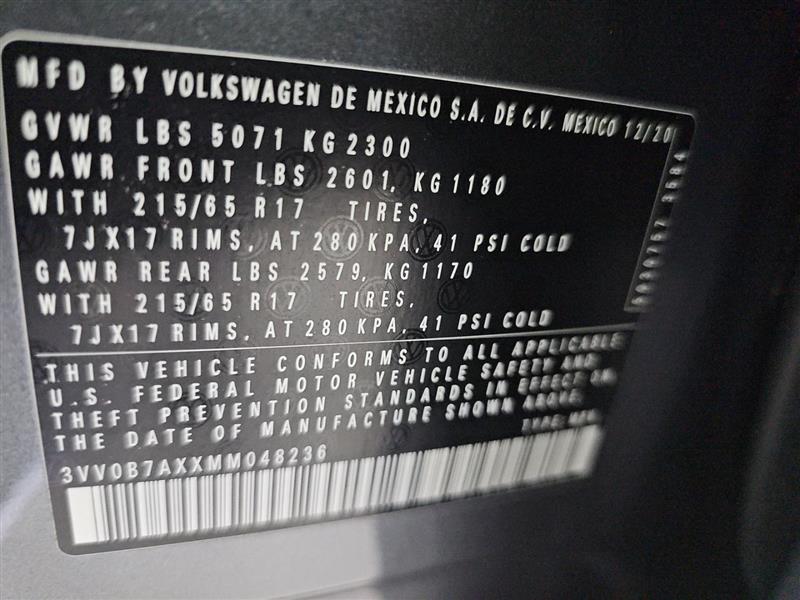 MFD BY VOLKSWAGEN DE MEXICO S.A. DE C.V. MEXICO 12/20
GVWR LBS 5071 KG 2300
GAWR FRONT LBS 2601, KG 1180
WITH 215/65 R17 TIRES,
7JX17 RIMS, AT 280 KPA, 41 PSI COLD
GAWR REAR LBS 2579, KG 1170
WITH 215/65 R17 TIRES,
7JX17 RIMS, AT 280 KPA, 41 PSI COLD
THIS VEHICLE CONFORMS TO ALL APPLICABLE
U.S. FEDERAL MOTOR VEHICLE SAFETY AND
THEFT PREVENTION STANDARDS IN EFFECT ON
THE DATE OF MANUFACTURE SHOWN ABOVE.
TYPE:
3VV0B7AXXMM048236